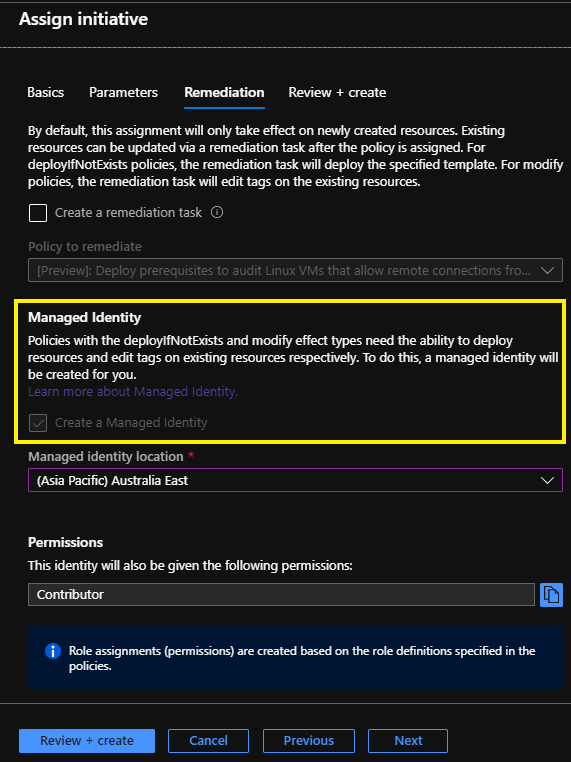 Assign initiative
Basics
Parameters
Remediation
Review + create
By default, this assignment will only take effect on newly created resources. Existing
resources can be updated via a remediation task after the policy is assigned. For
deployIfNotExists policies, the remediation task will deploy the specified template. For modify
policies, the remediation task will edit tags on the existing resources.
Create a remediation task
Policy to remediate
[Preview]: Deploy prerequisites to audit Linux VMs that allow remote connections fro...
Managed Identity
Policies with the deployIfNotExists and modify effect types need the ability to deploy
resources and edit tags on existing resources respectively. To do this, a managed identity will
be created for you.
Learn more about Managed Identity.
Create a Managed Identity
Managed identity location *
(Asia Pacific) Australia East
Permissions
This identity will also be given the following permissions:
Contributor
Role assignments (permissions) are created based on the role definitions specified in the
policies.
Review + create
Cancel
Previous
Next